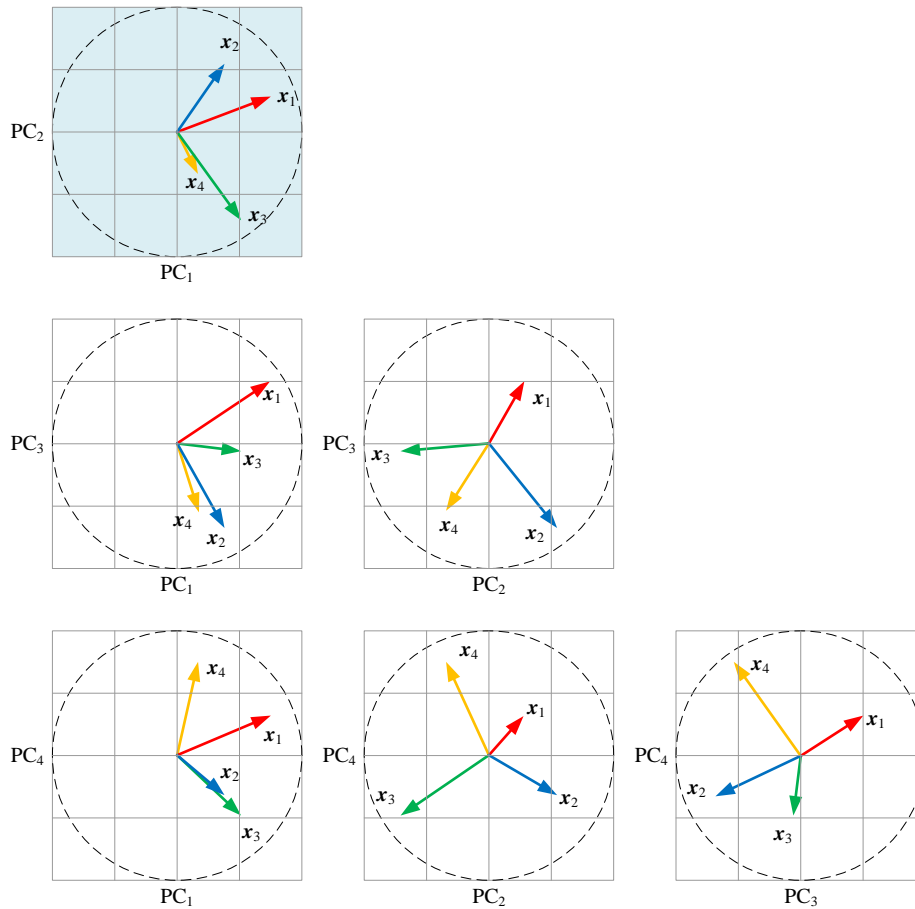 x₂
x₁
PC₂
x₄
x₃
PC₁
x₁
PC₃
x₃
x₄
x₂
PC₁
x₁
PC₃
x₃
x₄
x₂
PC₂
x₄
x₁
PC₄
x₂
x₃
PC₁
x₄
x₁
PC₄
x₃
x₂
PC₂
x₄
x₁
PC₄
x₂
x₃
PC₃